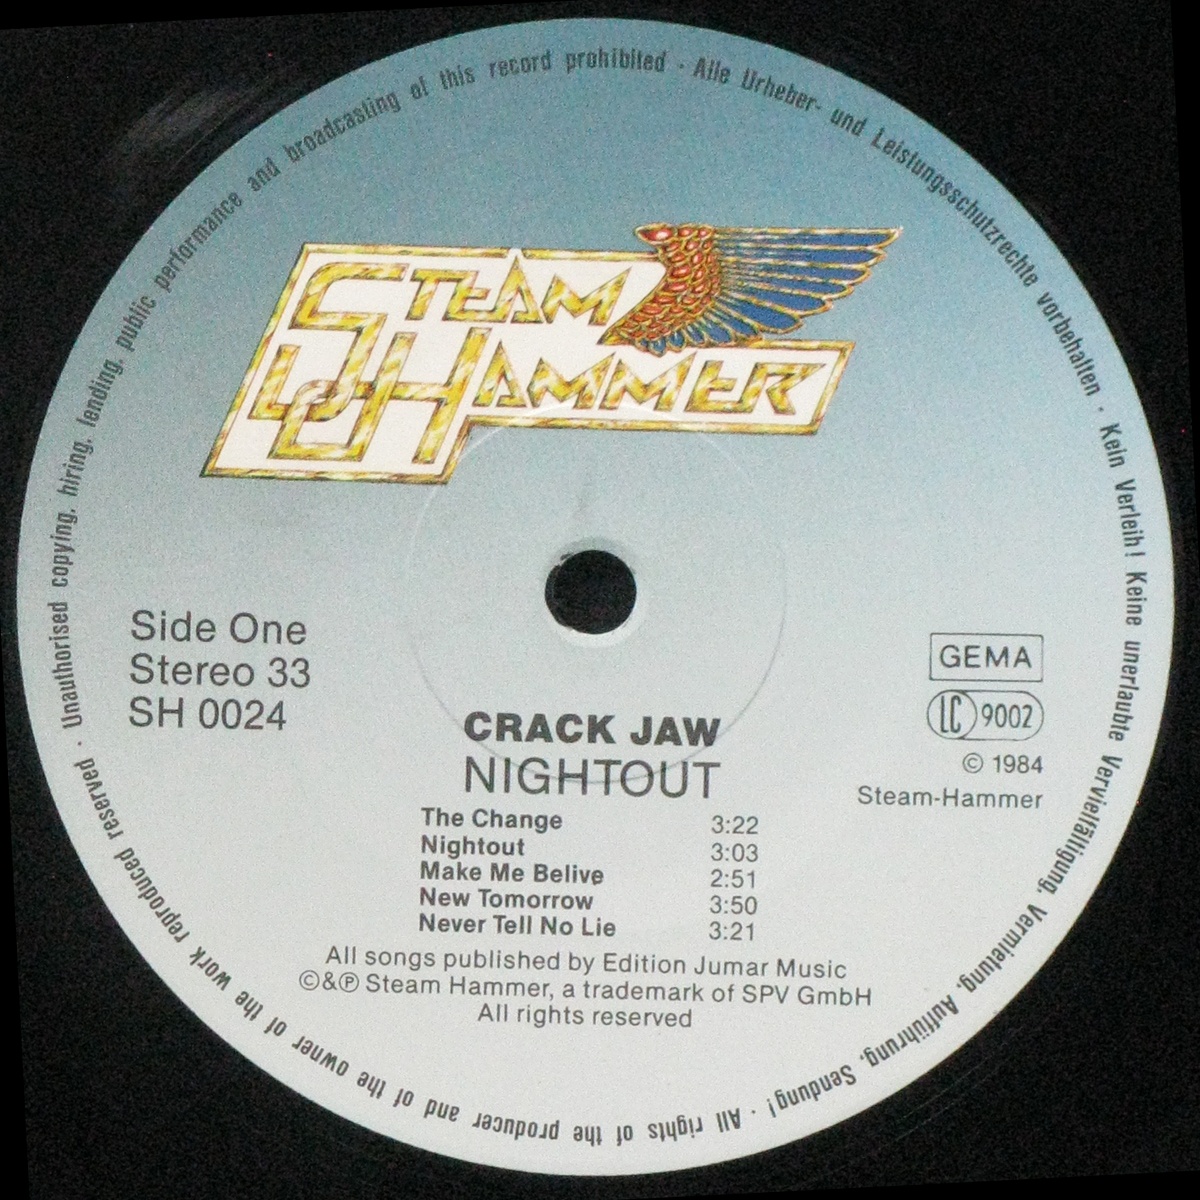 STEAM
HAMMER
Side One
Stereo 33
SH 0024
GEMA
LC 9002
© 1984
Steam-Hammer
CRACK JAW
NIGHTOUT
The Change 3:22
Nightout 3:03
Make Me Belive 2:51
New Tomorrow 3:50
Never Tell No Lie 3:21
All songs published by Edition Jumar Music
©&℗ Steam Hammer, a trademark of SPV GmbH
All rights reserved
All rights of the producer and of the owner of the work reproduced reserved · Unauthorised copying, hiring, lending, public performance and broadcasting of this record prohibited · Alle Urheber- und Leistungsschutzrechte vorbehalten · Kein Verleih! Keine unerlaubte Vervielfältigung, Vermietung, Aufführung, Sendung! ·